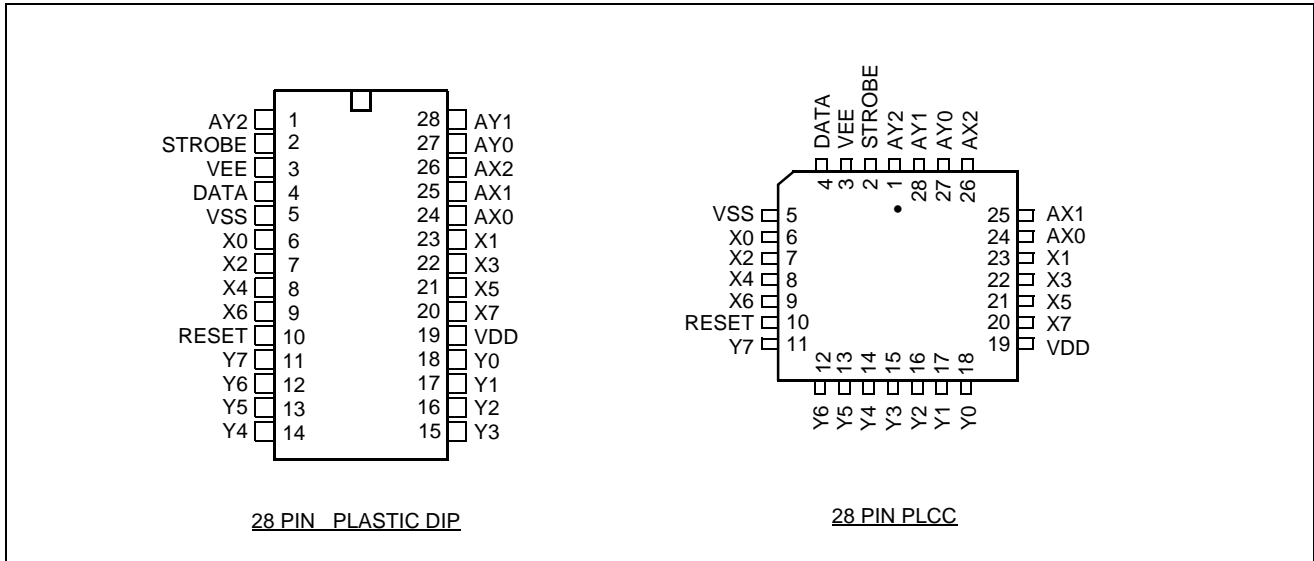 AY2 1 28 AY1
STROBE 2 27 AY0
VEE 3 26 AX2
DATA 4 25 AX1
VSS 5 24 AX0
X0 6 23 X1
X2 7 22 X3
X4 8 21 X5
X6 9 20 X7
RESET 10 19 VDD
Y7 11 18 Y0
Y6 12 17 Y1
Y5 13 16 Y2
Y4 14 15 Y3
28 PIN PLASTIC DIP
DATA VEE STROBE AY2 AY1 AY0 AX2
4 3 2 1 28 27 26
VSS 5 25 AX1
X0 6 24 AX0
X2 7 23 X1
X4 8 22 X3
X6 9 21 X5
RESET 10 20 X7
Y7 11 19 VDD
12 13 14 15 16 17 18
Y6 Y5 Y4 Y3 Y2 Y1 Y0
28 PIN PLCC